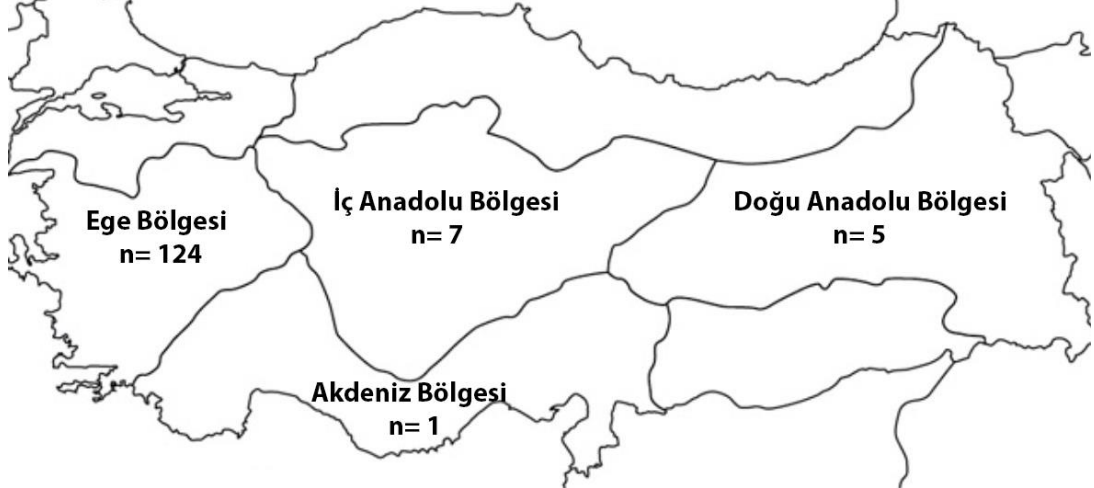 Ege Bölgesi
n= 124
İç Anadolu Bölgesi
n= 7
Doğu Anadolu Bölgesi
n= 5
Akdeniz Bölgesi
n= 1